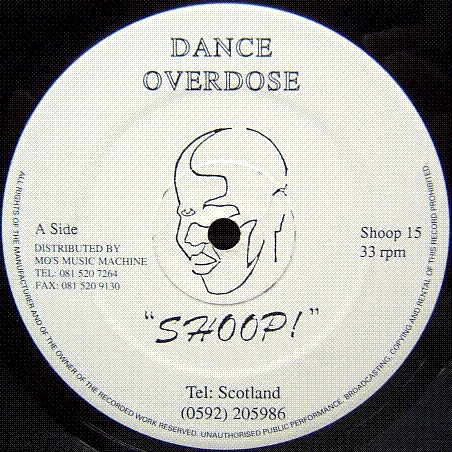 DANCE
OVERDOSE
A Side
DISTRIBUTED BY
MO'S MUSIC MACHINE
TEL: 081 520 7264
FAX: 081 520 9130
Shoop 15
33 rpm
"SHOOP!"
Tel: Scotland
(0592) 205986
ALL RIGHTS OF THE MANUFACTURER AND OF THE OWNER OF THE RECORDED WORK RESERVED. UNAUTHORISED PUBLIC PERFORMANCE, BROADCASTING, COPYING AND RENTAL OF THIS RECORD PROHIBITED